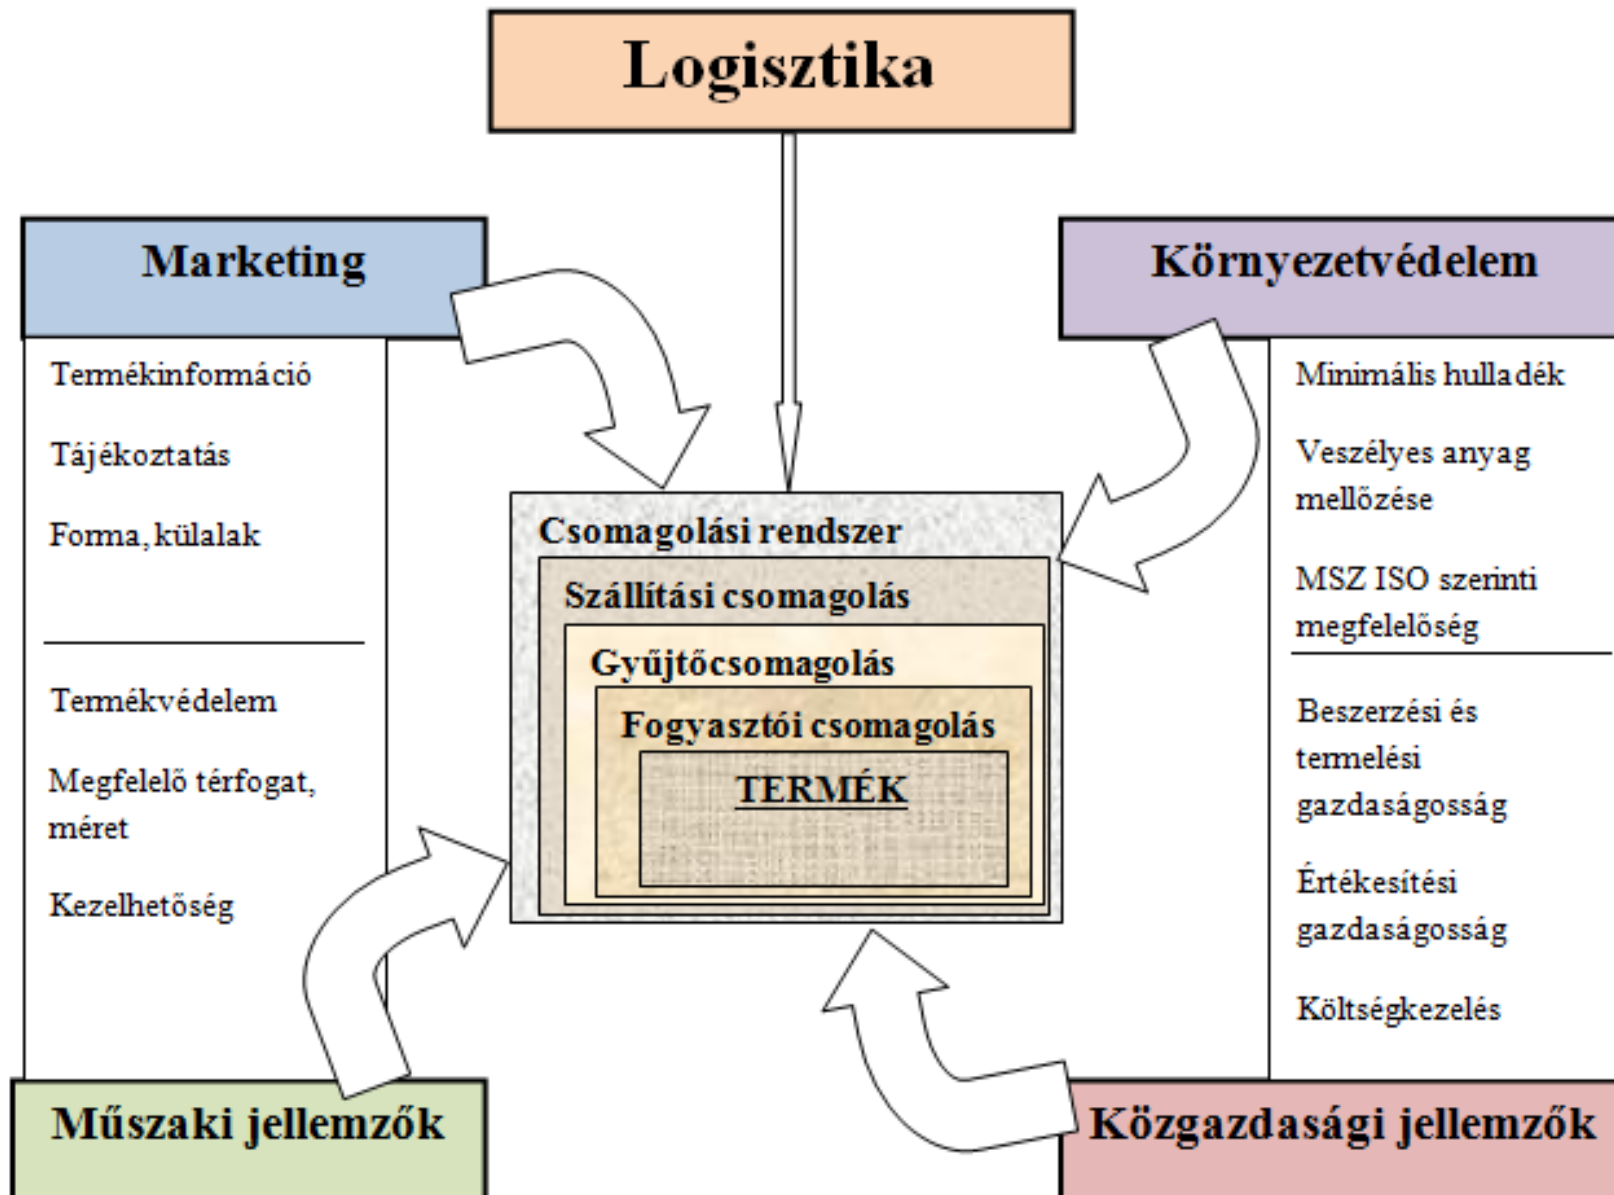 Logisztika
Marketing
Termékinformáció
Tájékoztatás
Forma, külalak
Termékvédelem
Megfelelő térfogat,
méret
Kezelhetőség
Műszaki jellemzők
Csomagolási rendszer
Szállítási csomagolás
Gyűjtőcsomagolás
Fogyasztói csomagolás
TERMÉK
Környezetvédelem
Minimális hulladék
Veszélyes anyag
mellőzése
MSZ ISO szerinti
megfelelőség
Beszerzési és
termelési
gazdaságosság
Értékesítési
gazdaságosság
Költségkezelés
Közgazdasági jellemzők